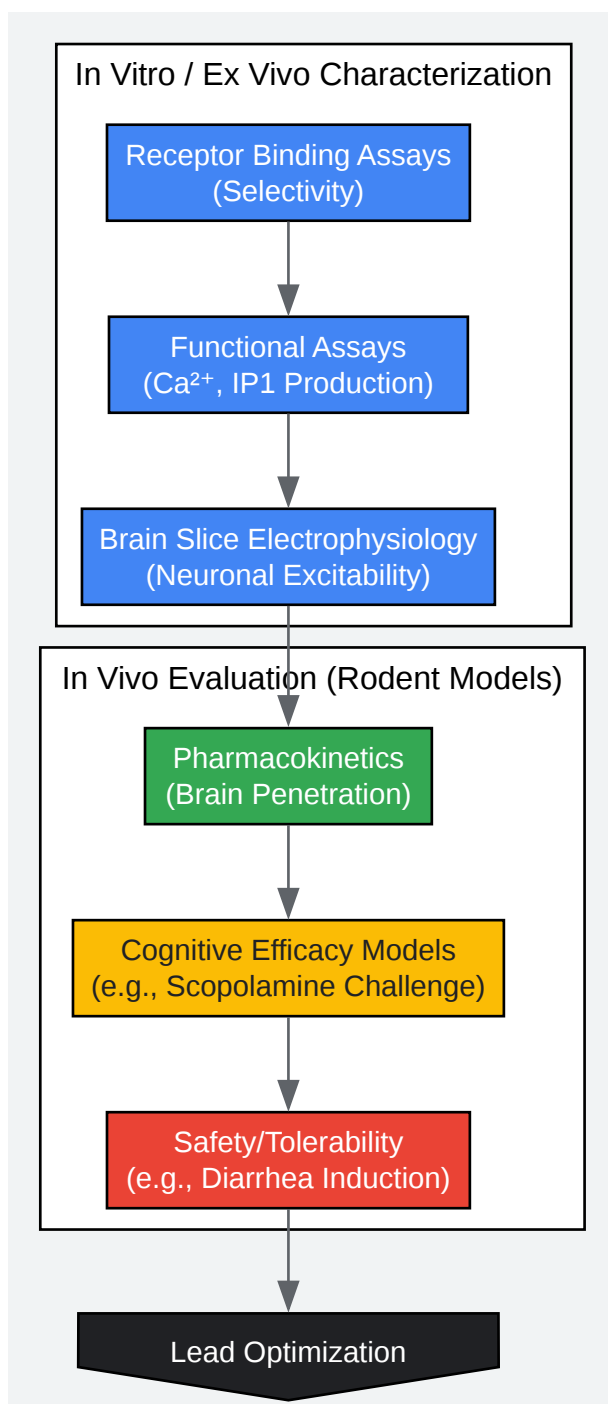 In Vitro / Ex Vivo Characterization
Receptor Binding Assays
(Selectivity)
Functional Assays
(Ca²⁺, IP1 Production)
Brain Slice Electrophysiology
(Neuronal Excitability)
In Vivo Evaluation (Rodent Models)
Pharmacokinetics
(Brain Penetration)
Cognitive Efficacy Models
(e.g., Scopolamine Challenge)
Safety/Tolerability
(e.g., Diarrhea Induction)
Lead Optimization